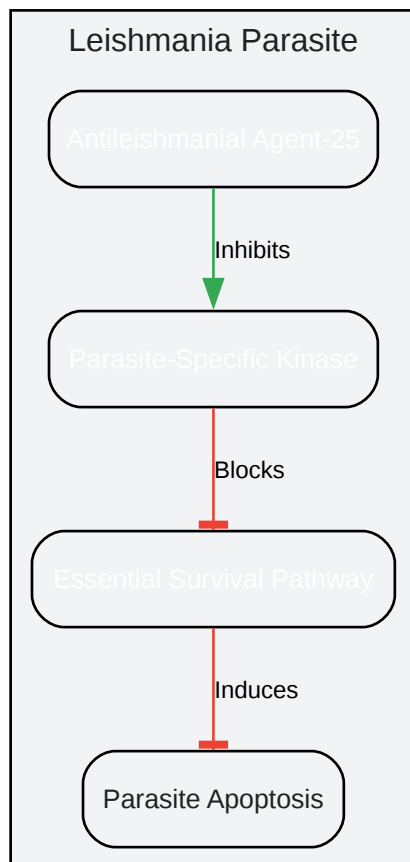 Leishmania Parasite
Antileishmanial Agent-25
Inhibits
Parasite-Specific Kinase
Blocks
Essential Survival Pathway
Induces
Parasite Apoptosis